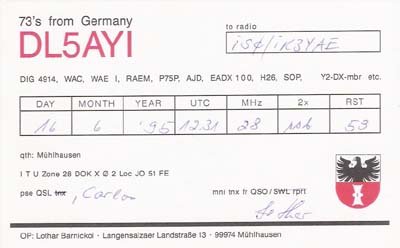 73's from Germany
to radio
DL5AYI
is∅/ik3YAE
DIG 4914, WAC, WAE I, RAEM, P75P, AJD, EADX 100, H26, SOP, Y2-DX-mbr etc.
DAY MONTH YEAR UTC MHz 2x RST
16 6 '95 1231 28 ssb 59
qth: Mühlhausen
I T U Zone 28 DOK X Ø 2 Loc JO 51 FE
pse QSL tnx, Carlo
mni tnx fr QSO/SWL rprt
Lothar
OP: Lothar Barnickol · Langensalzaer Landstraße 13 · 99974 Mühlhausen